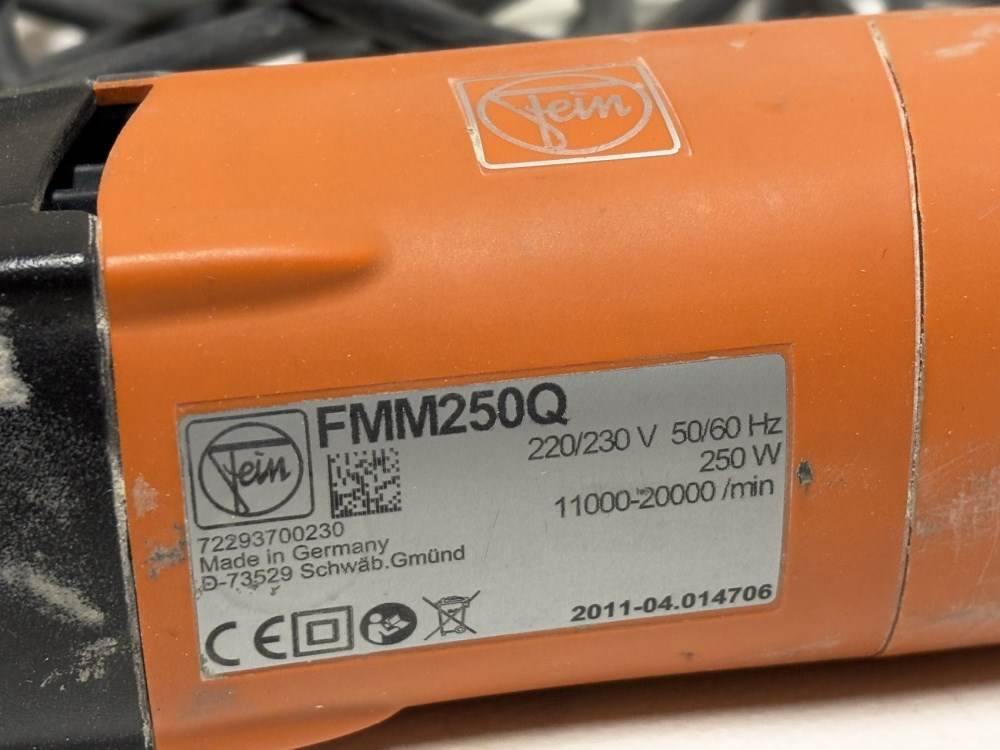 Fein
Fein
FMM250Q
220/230 V 50/60 Hz
250 W
11000-20000 /min
72293700230
Made in Germany
D-73529 Schwäb.Gmünd
CE
2011-04.014706